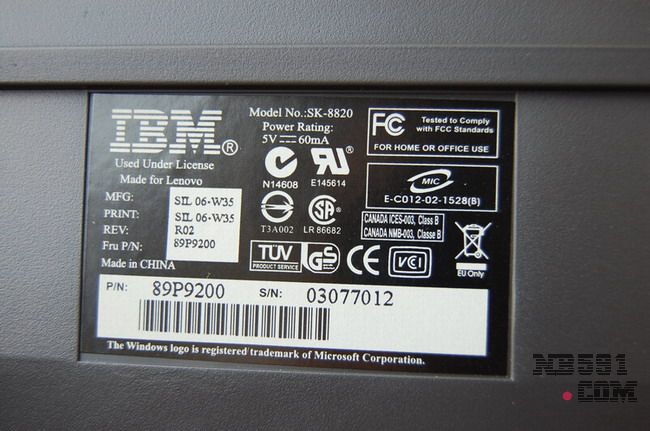 IBM®
Used Under License
Made for Lenovo
MFG: SIL 06-W35
PRINT: SIL 06-W35
REV: R02
Fru P/N: 89P9200
Made in CHINA
Model No.:SK-8820
Power Rating:
5V 60mA
N14608 E145614
T3A002 LR 86682
TÜV
PRODUCT SERVICE
GS
CE
VCI
FC Tested to Comply
with FCC Standards
FOR HOME OR OFFICE USE
MIC
E-C012-02-1528(B)
CANADA ICES-003, Class B
CANADA NMB-003, Classe B
EU Only
P/N: 89P9200 S/N: 03077012
The Windows logo is registered trademark of Microsoft Corporation.
NB591
.COM